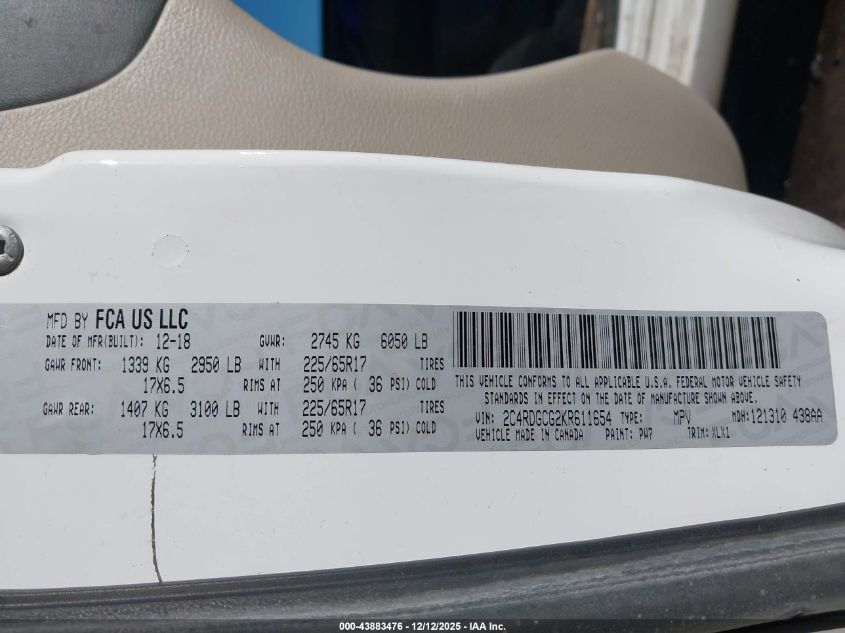 MFD BY FCA US LLC
DATE OF MFR(BUILT): 12-18 GVWR: 2745 KG 6050 LB
GAWR FRONT: 1339 KG 2950 LB WITH 225/65R17 TIRES
17X6.5 RIMS AT 250 KPA ( 36 PSI) COLD
GAWR REAR: 1407 KG 3100 LB WITH 225/65R17 TIRES
17X6.5 RIMS AT 250 KPA ( 36 PSI) COLD
THIS VEHICLE CONFORMS TO ALL APPLICABLE U.S.A. FEDERAL MOTOR VEHICLE SAFETY
STANDARDS IN EFFECT ON THE DATE OF MANUFACTURE SHOWN ABOVE.
VIN: 2C4RDGCG2KR611654 TYPE: MPV MDH: 121310 438AA
VEHICLE MADE IN CANADA PAINT: PW7 TRIM: XLX1
000-43883476 - 12/12/2025 - IAA Inc.